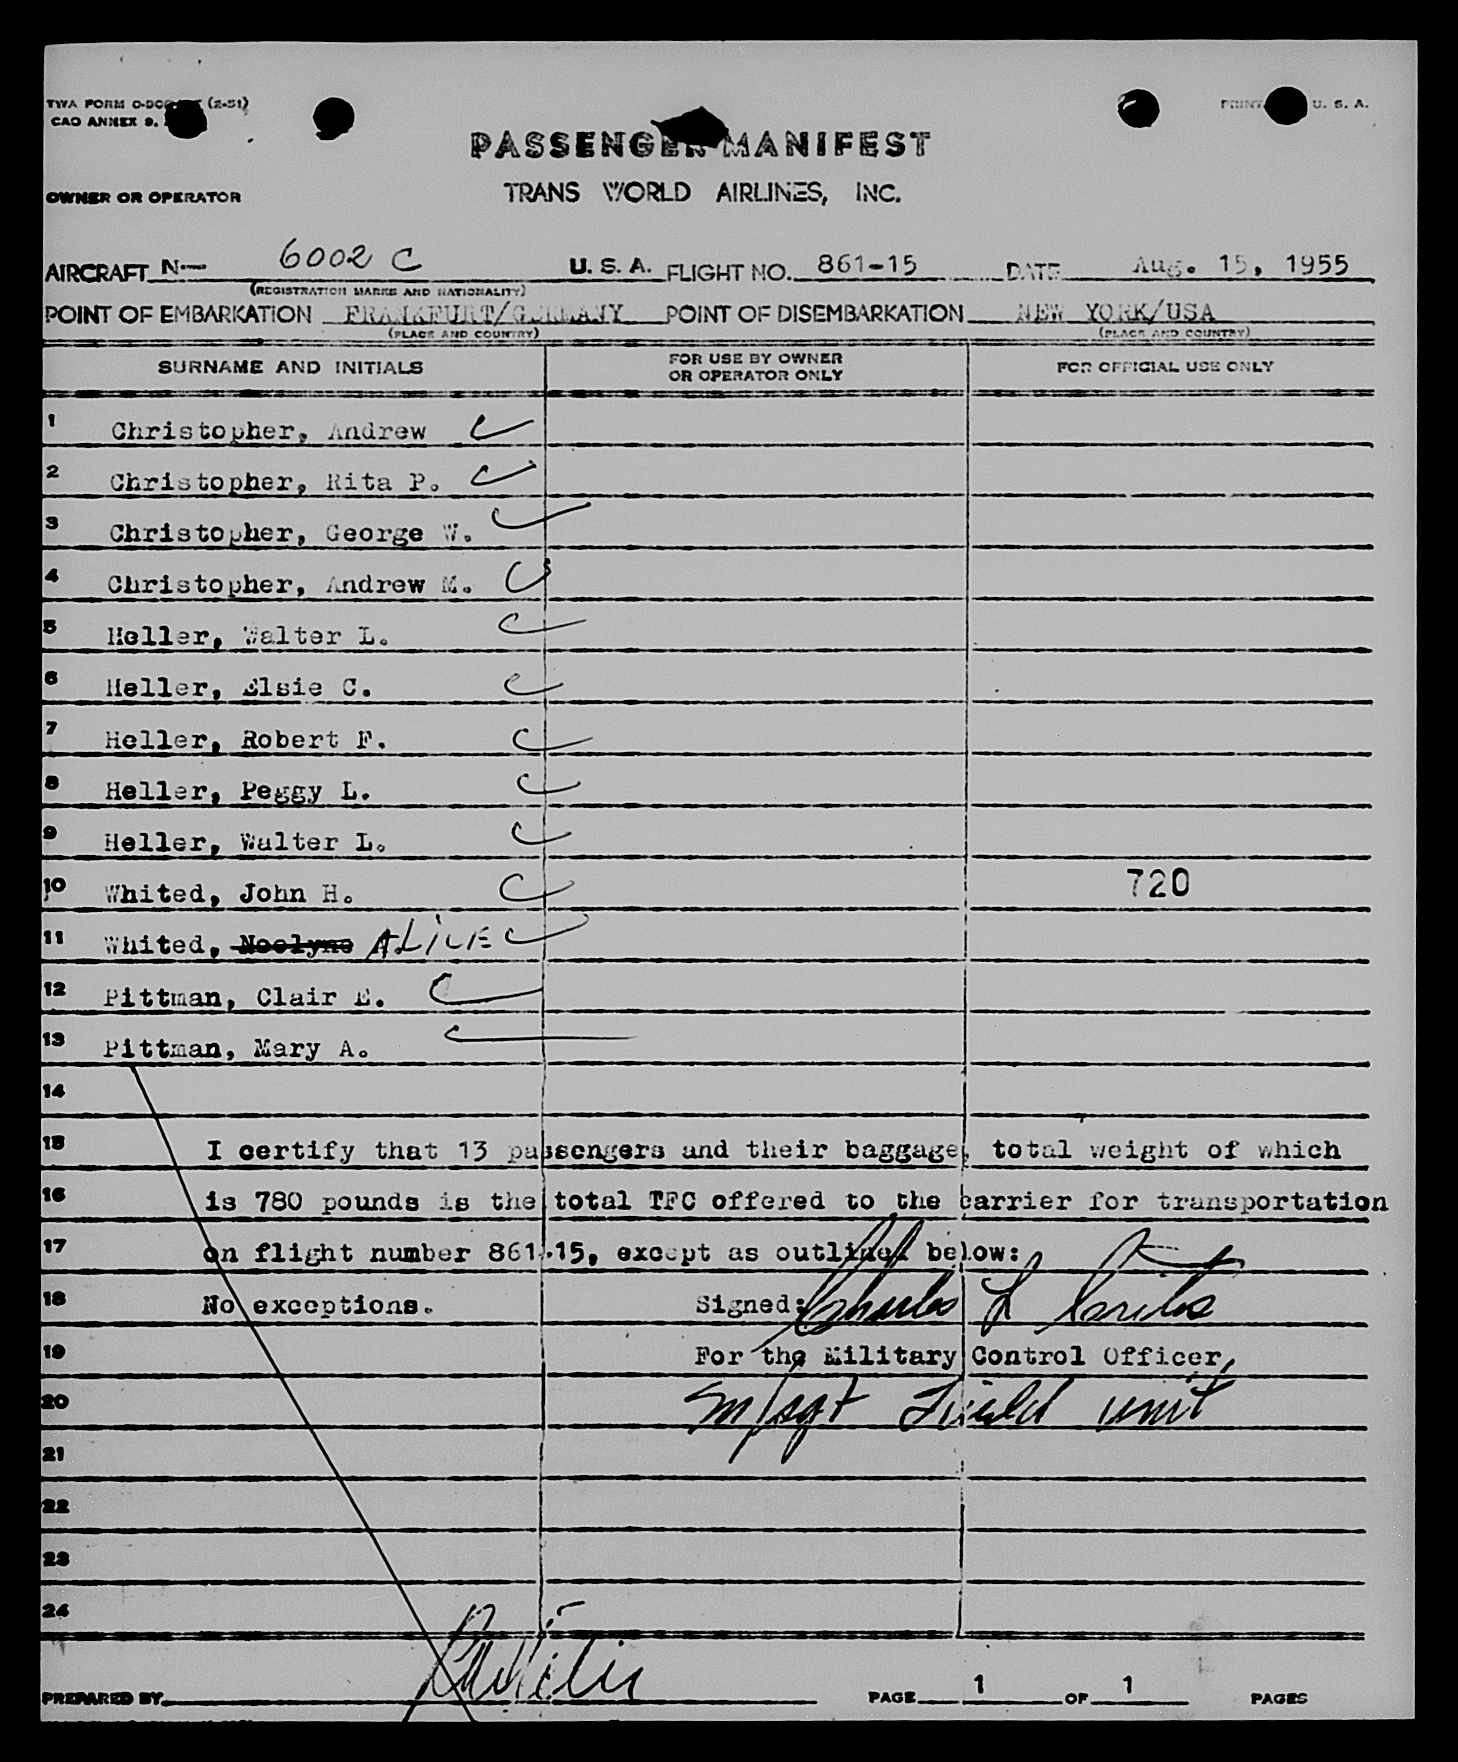 TWA FORM (2-51) PRINT U. S. A.
CAO ANNEX 9.
PASSENGER MANIFEST
OWNER OR OPERATOR TRANS WORLD AIRLINES, INC.
AIRCRAFT N— 6002 C U. S. A. FLIGHT NO. 861-15 DATE Aug. 15, 1955
(REGISTRATION MARKS AND NATIONALITY)
POINT OF EMBARKATION FRANKFURT/GERMANY POINT OF DISEMBARKATION NEW YORK/USA
(PLACE AND COUNTRY) (PLACE AND COUNTRY)
SURNAME AND INITIALS FOR USE BY OWNER OR OPERATOR ONLY FOR OFFICIAL USE ONLY
1 Christopher, Andrew
2 Christopher, Rita P.
3 Christopher, George W.
4 Christopher, Andrew M.
5 Heller, Walter L.
6 Heller, Elsie C.
7 Heller, Robert F.
8 Heller, Peggy L.
9 Heller, Walter L.
10 Whited, John H. 720
11 Whited, Noelyne ALICE
12 Pittman, Clair E.
13 Pittman, Mary A.
14
15 I certify that 13 passengers and their baggage, total weight of which
16 is 780 pounds is the total TFC offered to the carrier for transportation
17 on flight number 861-15, except as outlined below:
18 No exceptions. Signed: Charles L
19 For the Military Control Officer,
20 M/Sgt Field unit
21
22
23
24
PREPARED BY PAGE 1 OF 1 PAGES